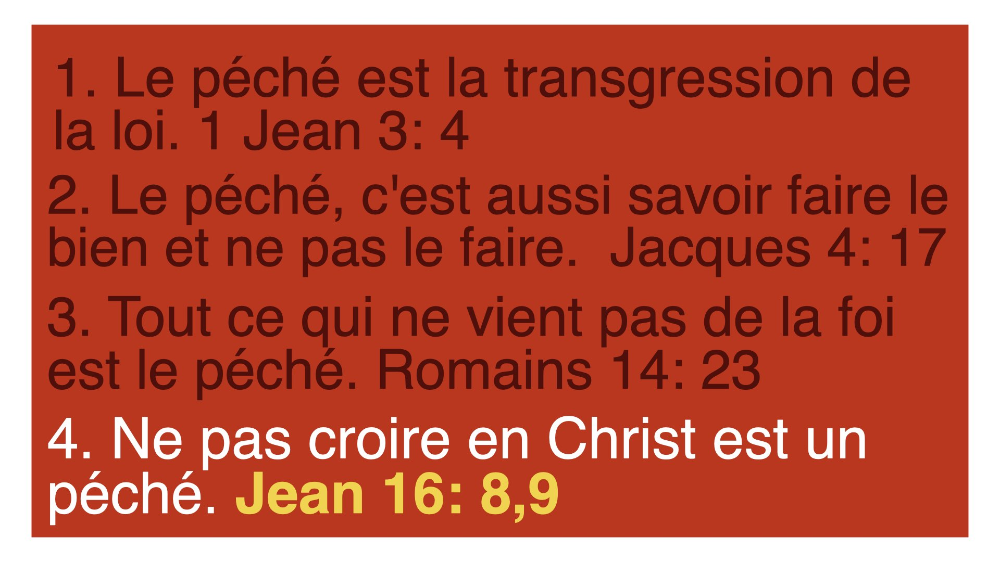 1. Le péché est la transgression de
la loi. 1 Jean 3: 4
2. Le péché, c'est aussi savoir faire le
bien et ne pas le faire.  Jacques 4: 17
3. Tout ce qui ne vient pas de la foi
est le péché. Romains 14: 23
4. Ne pas croire en Christ est un
péché. Jean 16: 8,9